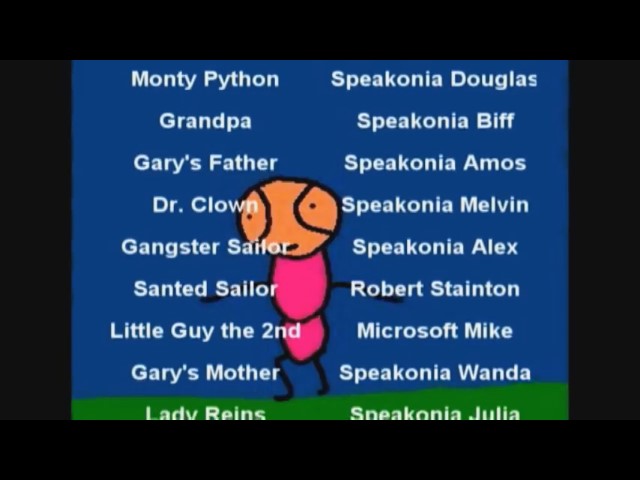 Monty Python Speakonia Douglas
Grandpa Speakonia Biff
Gary's Father Speakonia Amos
Dr. Clown Speakonia Melvin
Gangster Sailor Speakonia Alex
Santed Sailor Robert Stainton
Little Guy the 2nd Microsoft Mike
Gary's Mother Speakonia Wanda
Lady Reins Speakonia Julia